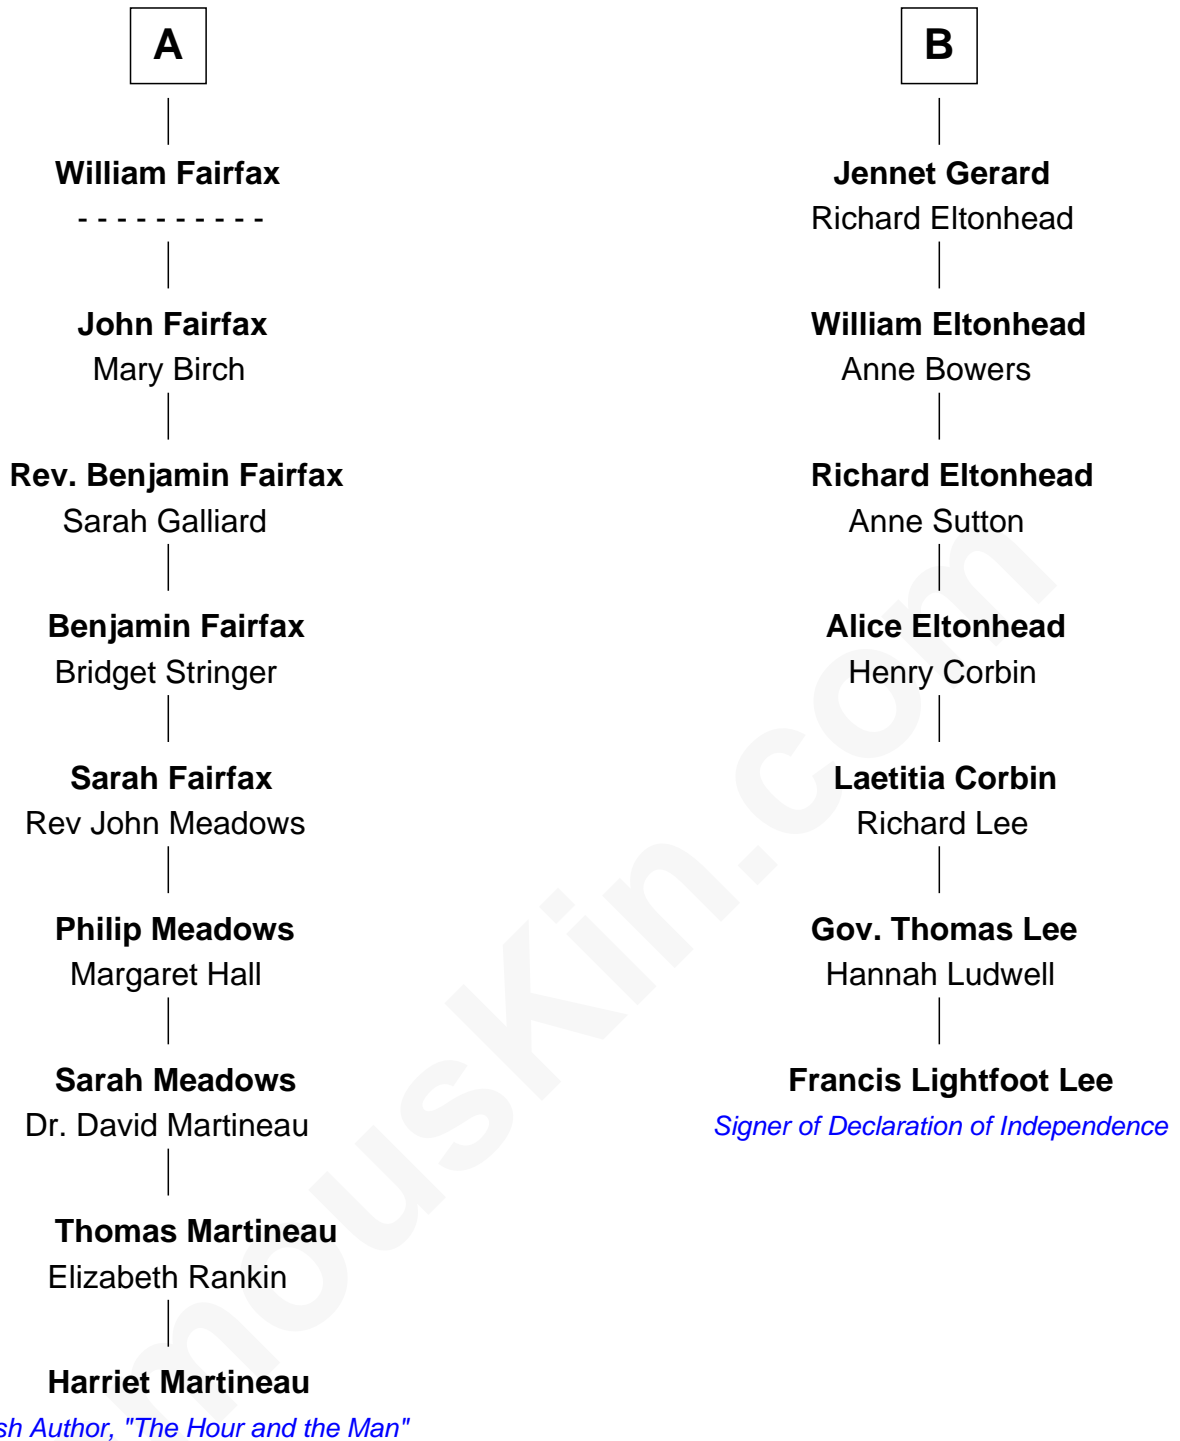 A
William Fairfax
- - - - - - - - - -
John Fairfax
Mary Birch
Rev. Benjamin Fairfax
Sarah Galliard
Benjamin Fairfax
Bridget Stringer
Sarah Fairfax
Rev John Meadows
Philip Meadows
Margaret Hall
Sarah Meadows
Dr. David Martineau
Thomas Martineau
Elizabeth Rankin
Harriet Martineau
sh Author, "The Hour and the Man"
B
Jennet Gerard
Richard Eltonhead
William Eltonhead
Anne Bowers
Richard Eltonhead
Anne Sutton
Alice Eltonhead
Henry Corbin
Laetitia Corbin
Richard Lee
Gov. Thomas Lee
Hannah Ludwell
Francis Lightfoot Lee
Signer of Declaration of Independence
mousKin.com